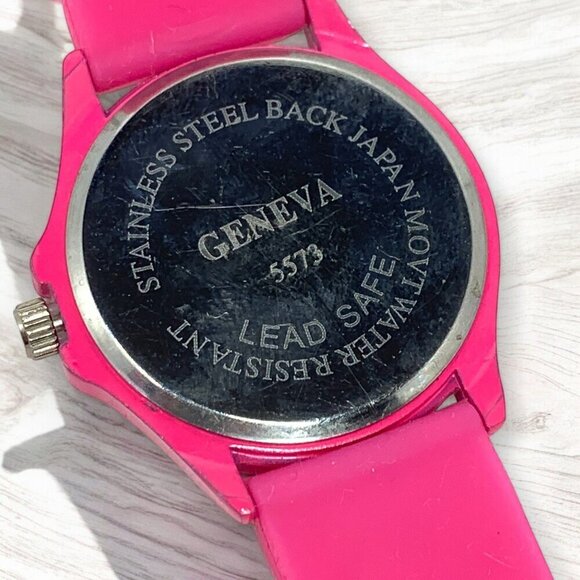 STAINLESS STEEL BACK JAPAN MOVT WATER RESISTANT
GENEVA
5573
LEAD SAFE